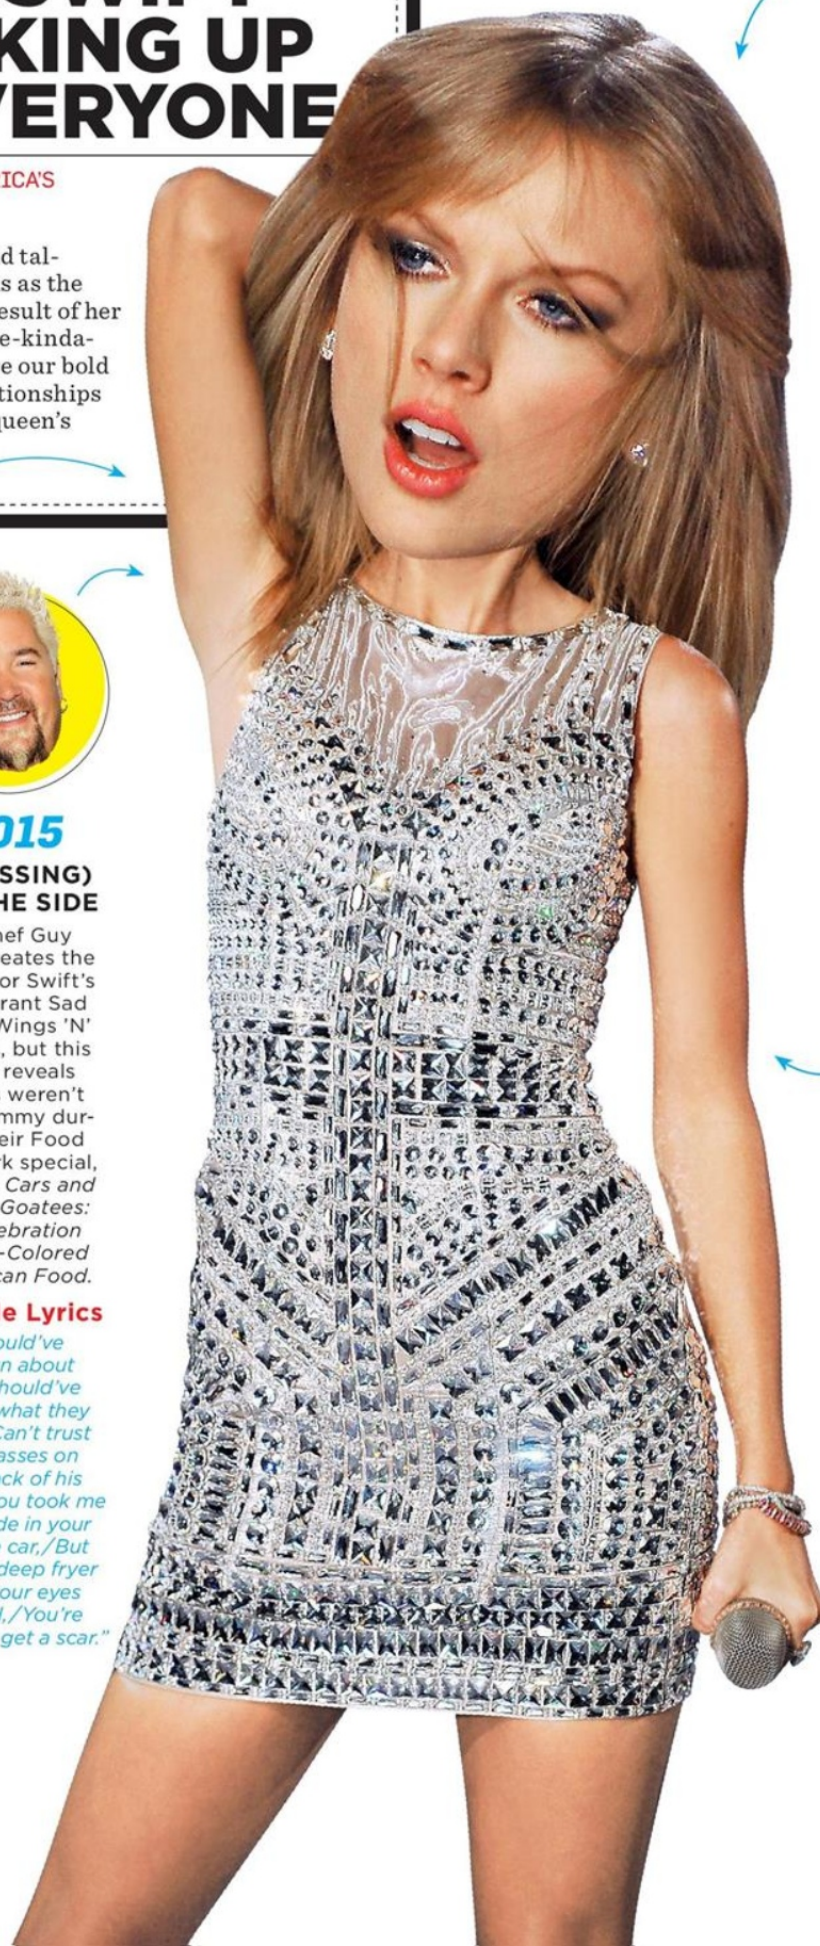 SWIFT
KING UP
VERYONE
ICA'S
d tal-
s as the
esult of her
e-kinda-
e our bold
tionships
ueen's
015
SSING)
HE SIDE
nef Guy
eates the
or Swift's
rant Sad
Wings 'N'
, but this
reveals
weren't
mmy dur-
eir Food
k special,
Cars and
Goatees:
ebration
-Colored
can Food.
e Lyrics
ould've
n about
hould've
what they
Can't trust
asses on
ck of his
ou took me
de in your
car,/But
deep fryer
our eyes
l,/You're
get a scar."